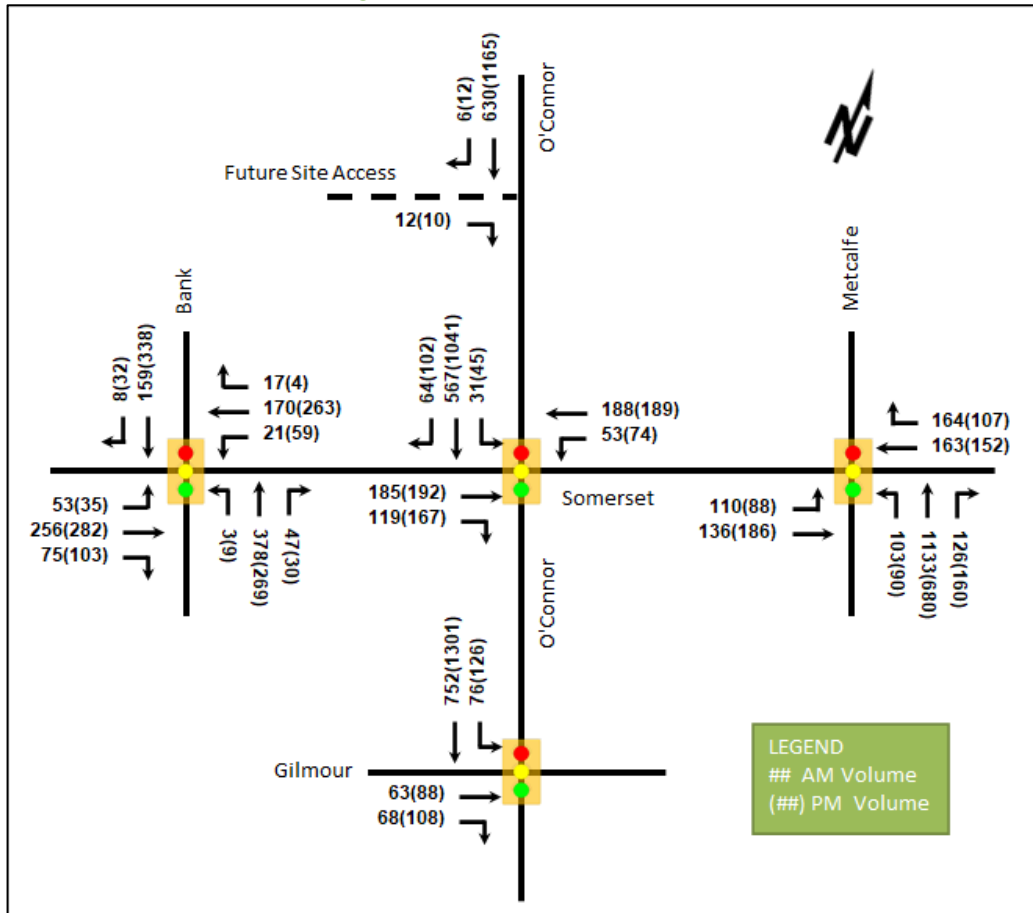 6(12)
630(1165)
O'Connor
N
Future Site Access
12(10)
Bank
Metcalfe
8(32)
159(338)
17(4)
170(263)
21(59)
64(102)
567(1041)
31(45)
188(189)
53(74)
164(107)
163(152)
53(35)
256(282)
75(103)
3(9)
378(269)
47(30)
185(192)
119(167)
Somerset
110(88)
136(186)
103(90)
1133(680)
126(160)
O'Connor
752(1301)
76(126)
Gilmour
63(88)
68(108)
LEGEND
## AM Volume
(##) PM Volume